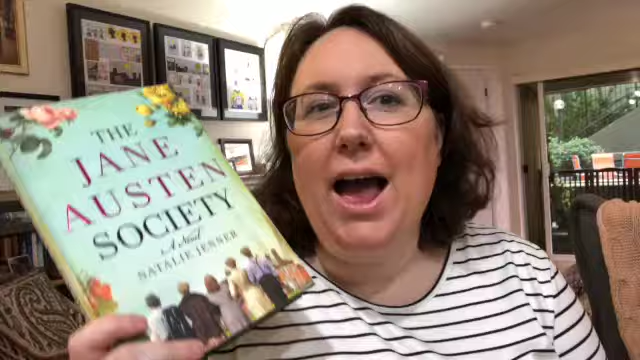 THE
JANE
AUSTEN
SOCIETY
A Novel
NATALIE JENNER